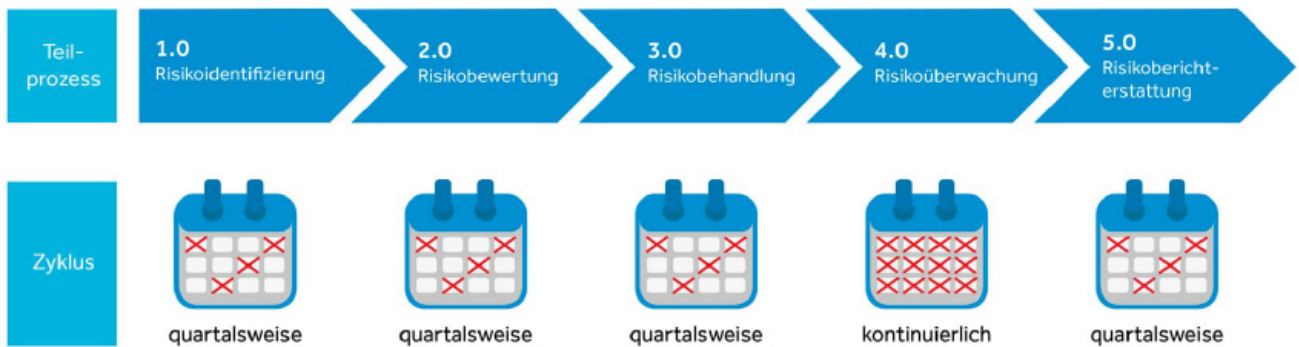 Teil-
prozess
1.0
Risikoidentifizierung
2.0
Risikobewertung
3.0
Risikobehandlung
4.0
Risikoüberwachung
5.0
Risikobericht-
erstattung
Zyklus
quartalsweise
quartalsweise
quartalsweise
kontinuierlich
quartalsweise